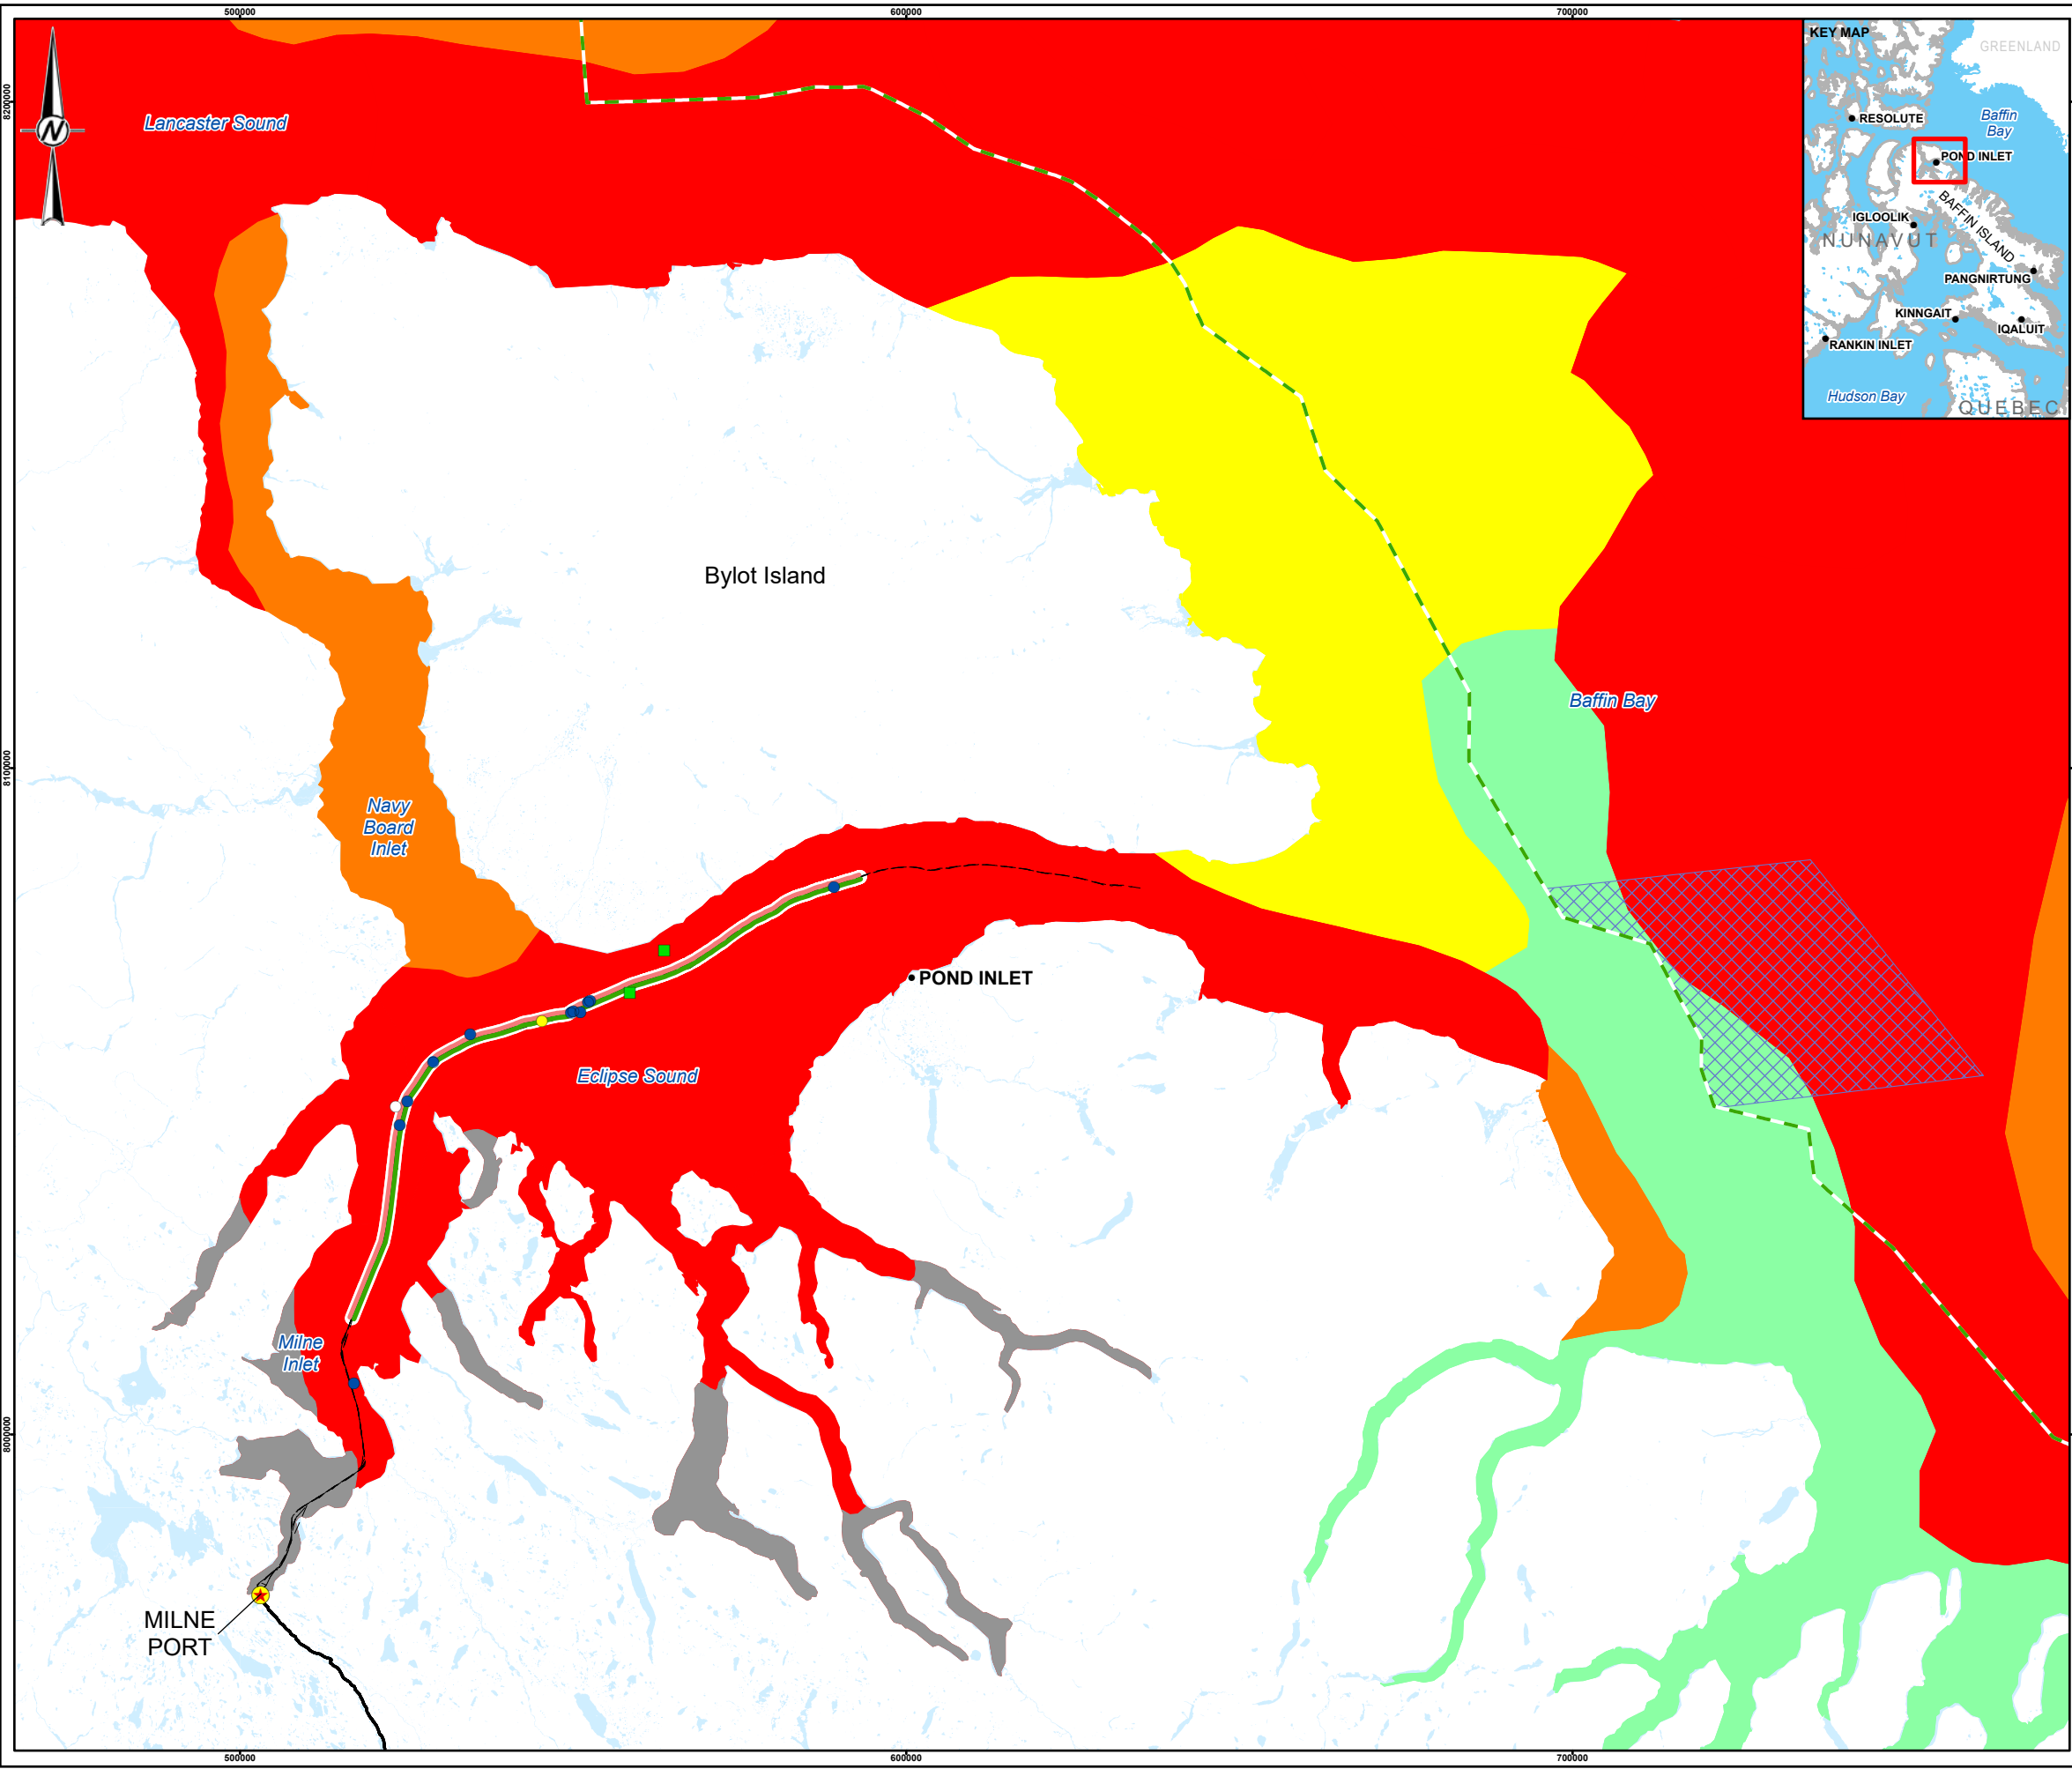 500000
600000
700000
8200000
8100000
8000000
N
Lancaster Sound
KEY MAP
GREENLAND
Baffin
Bay
RESOLUTE
POND INLET
BAFFIN ISLAND
IGLOOLIK
NUNAVUT
PANGNIRTUNG
KINNGAIT
IQALUIT
RANKIN INLET
Hudson Bay
QUEBEC
Bylot Island
Baffin Bay
Navy
Board
Inlet
POND INLET
Eclipse Sound
Milne
Inlet
MILNE
PORT
500000
600000
700000